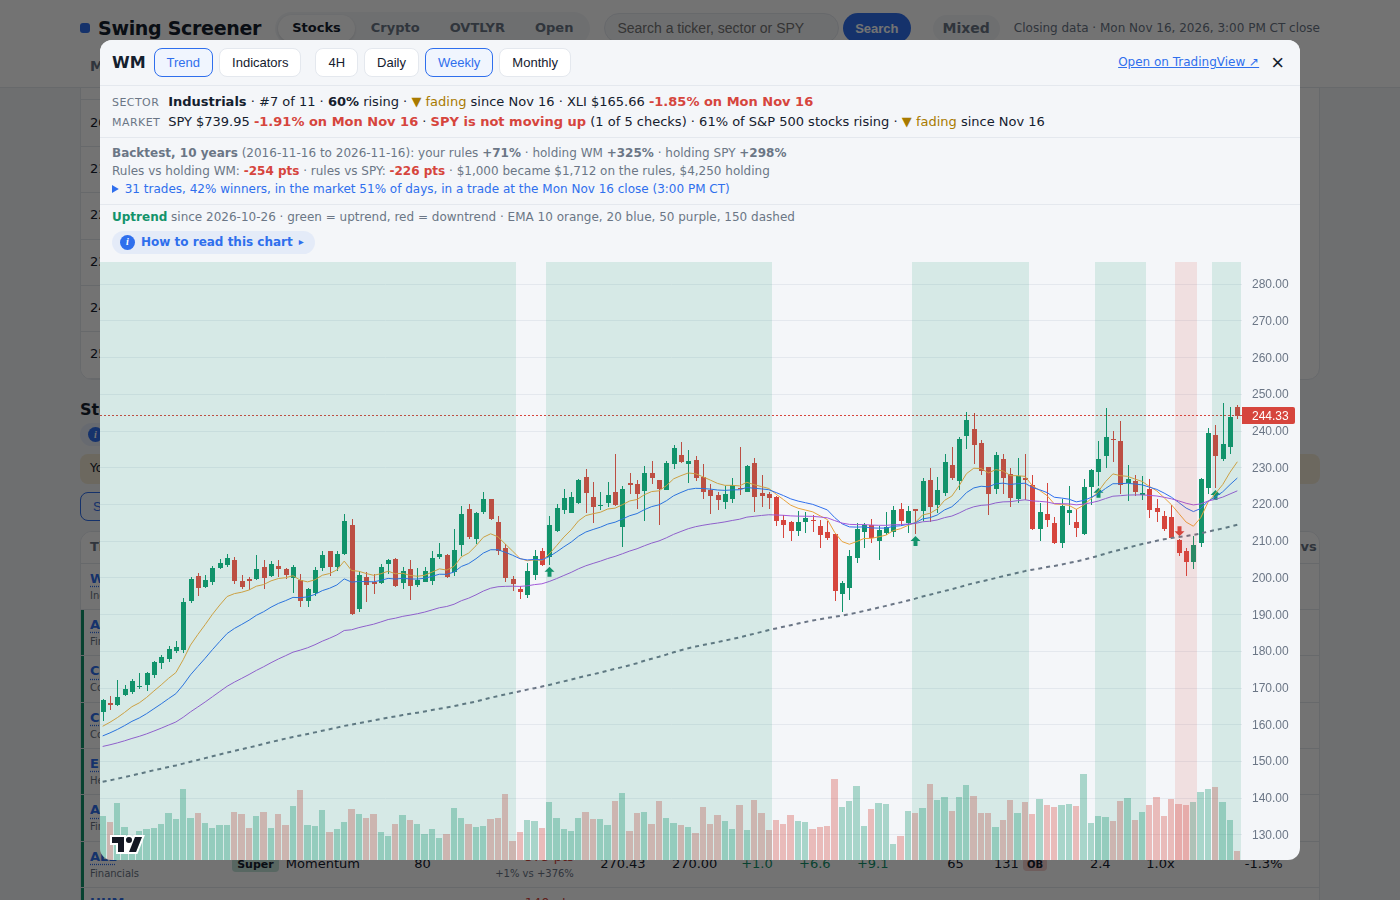 Swing Screener
Stocks Crypto OVTLYR Open
Search a ticker, sector or SPY Search
Mixed Closing data · Mon Nov 16, 2026, 3:00 PM CT close
WM Trend Indicators 4H Daily Weekly Monthly Open on TradingView ↗ ×
SECTOR Industrials · #7 of 11 · 60% rising · ▼ fading since Nov 16 · XLI $165.66 -1.85% on Mon Nov 16
MARKET SPY $739.95 -1.91% on Mon Nov 16 · SPY is not moving up (1 of 5 checks) · 61% of S&P 500 stocks rising · ▼ fading since Nov 16
Backtest, 10 years (2016-11-16 to 2026-11-16): your rules +71% · holding WM +325% · holding SPY +298%
Rules vs holding WM: -254 pts · rules vs SPY: -226 pts · $1,000 became $1,712 on the rules, $4,250 holding
▶ 31 trades, 42% winners, in the market 51% of days, in a trade at the Mon Nov 16 close (3:00 PM CT)
Uptrend since 2026-10-26 · green = uptrend, red = downtrend · EMA 10 orange, 20 blue, 50 purple, 150 dashed
i How to read this chart ▸
280.00
270.00
260.00
250.00
244.33
240.00
230.00
220.00
210.00
200.00
190.00
180.00
170.00
160.00
150.00
140.00
130.00
vs
Super Momentum 80 270.43 270.00 +1.0 +6.6 +9.1 65 131 OB 2.4 1.0x -1.3%
Financials +1% vs +376%